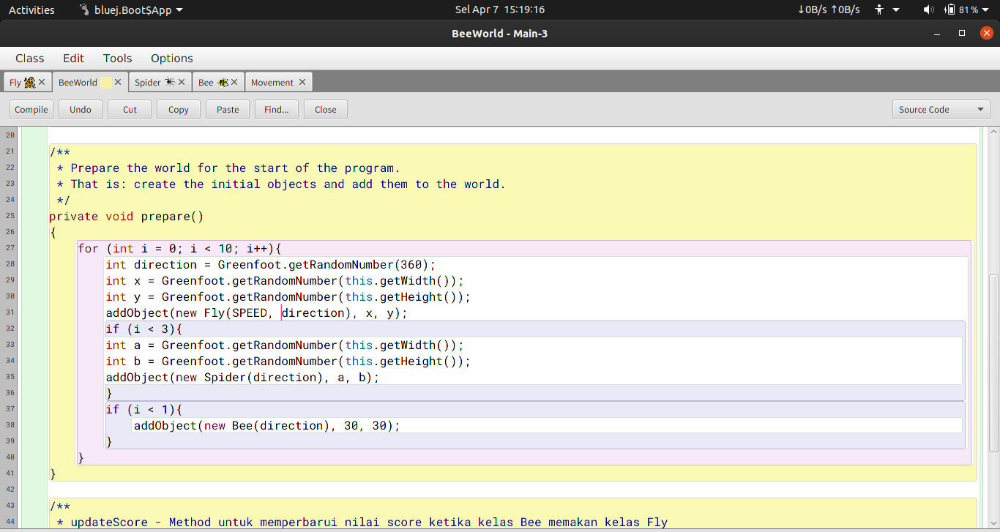 Activities bluej.Boot$App Sel Apr 7 15:19:16 ↓0B/s ↑0B/s 81%
BeeWorld - Main-3
Class Edit Tools Options
Fly BeeWorld Spider Bee Movement
Compile Undo Cut Copy Paste Find... Close Source Code
20
21 /**
22 * Prepare the world for the start of the program.
23 * That is: create the initial objects and add them to the world.
24 */
25 private void prepare()
26 {
27 for (int i = 0; i < 10; i++){
28 int direction = Greenfoot.getRandomNumber(360);
29 int x = Greenfoot.getRandomNumber(this.getWidth());
30 int y = Greenfoot.getRandomNumber(this.getHeight());
31 addObject(new Fly(SPEED, direction), x, y);
32 if (i < 3){
33 int a = Greenfoot.getRandomNumber(this.getWidth());
34 int b = Greenfoot.getRandomNumber(this.getHeight());
35 addObject(new Spider(direction), a, b);
36 }
37 if (i < 1){
38 addObject(new Bee(direction), 30, 30);
39 }
40 }
41 }
42
43 /**
44 * updateScore - Method untuk memperbarui nilai score ketika kelas Bee memakan kelas Fly